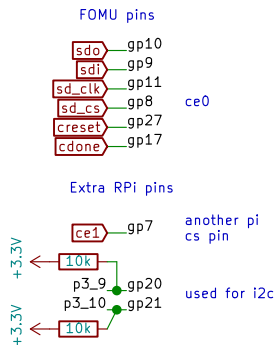 FOMU pins
sdo gp10
sdi gp9
sd_clk gp11
sd_cs gp8 ce0
creset gp27
cdone gp17
Extra RPi pins
ce1 gp7 another pi
cs pin
+3.3V 10k
p3_9 gp20
used for i2c
p3_10 gp21
+3.3V 10k